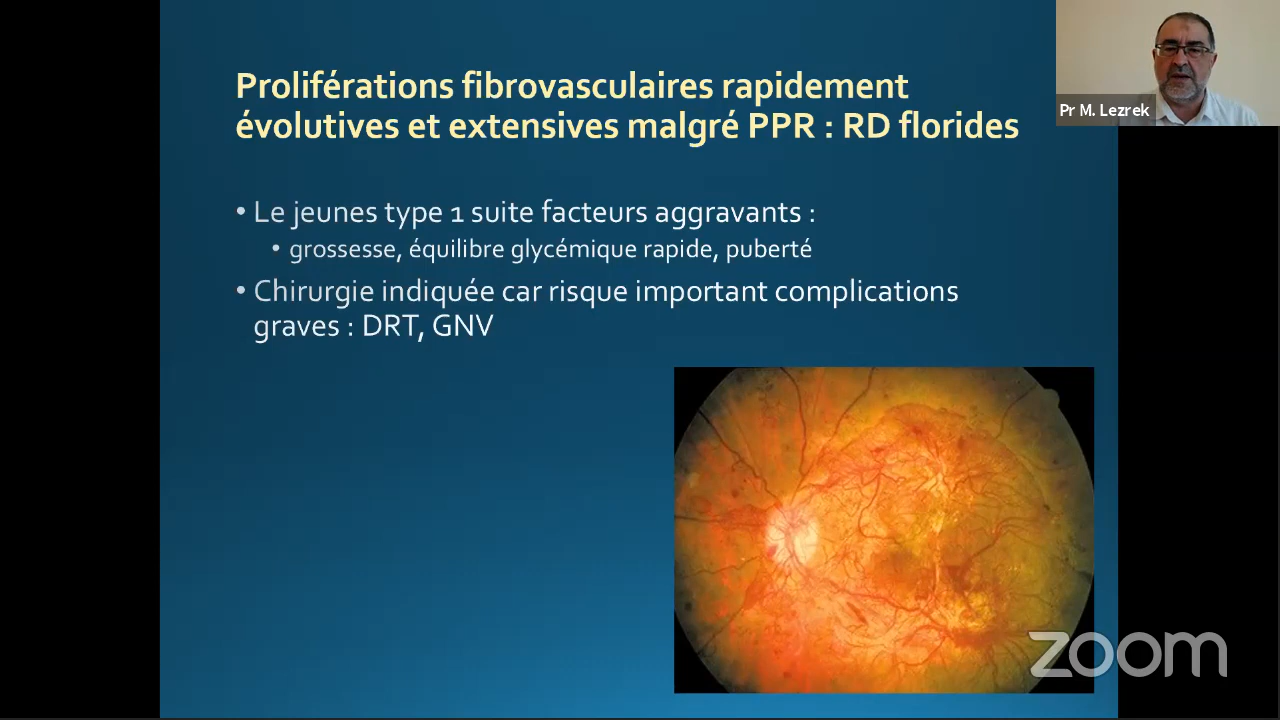 Proliférations fibrovasculaires rapidement
évolutives et extensives malgré PPR : RD florides
Pr M. Lezrek
• Le jeunes type 1 suite facteurs aggravants :
• grossesse, équilibre glycémique rapide, puberté
• Chirurgie indiquée car risque important complications
graves : DRT, GNV
zoom